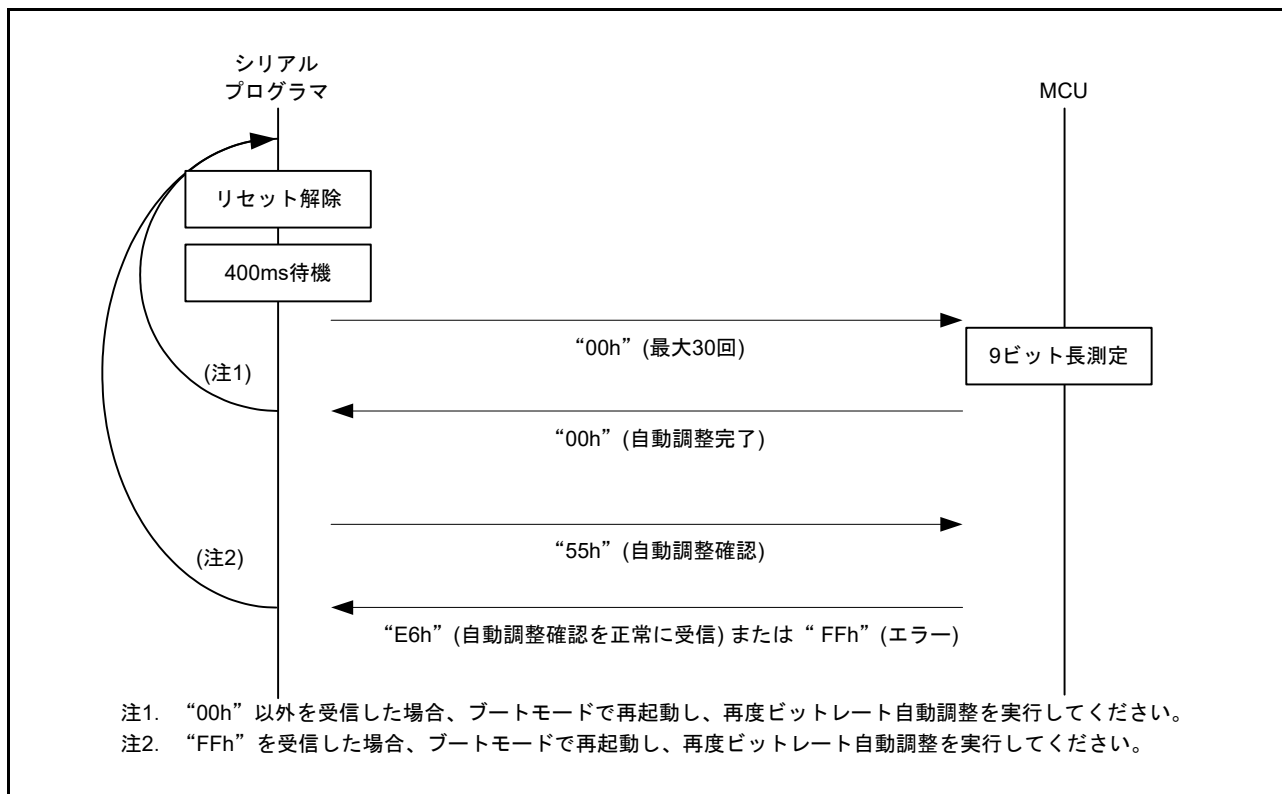 シリアル
プログラマ
MCU
リセット解除
400ms待機
“00h” (最大30回)
9ビット長測定
(注1)
“00h” (自動調整完了)
“55h” (自動調整確認)
(注2)
“E6h” (自動調整確認を正常に受信) または “ FFh” (エラー)
注1. “00h” 以外を受信した場合、ブートモードで再起動し、再度ビットレート自動調整を実行してください。
注2. “FFh” を受信した場合、ブートモードで再起動し、再度ビットレート自動調整を実行してください。